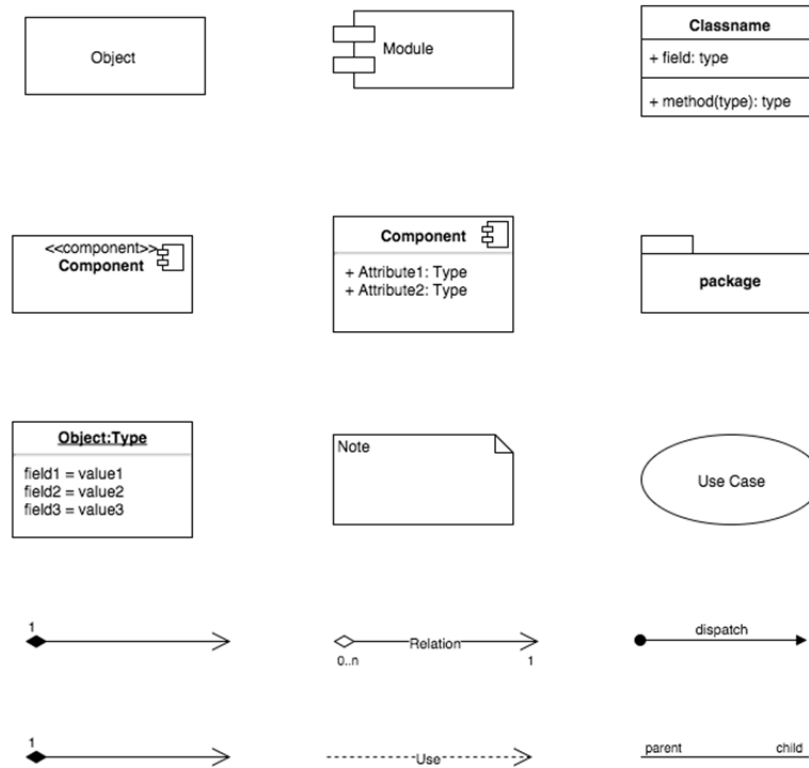 Object
Module
Classname
+ field: type
+ method(type): type
<<component>>
Component
Component
+ Attribute1: Type
+ Attribute2: Type
package
Object:Type
field1 = value1
field2 = value2
field3 = value3
Note
Use Case
1
Relation
0..n
1
dispatch
1
Use
parent
child